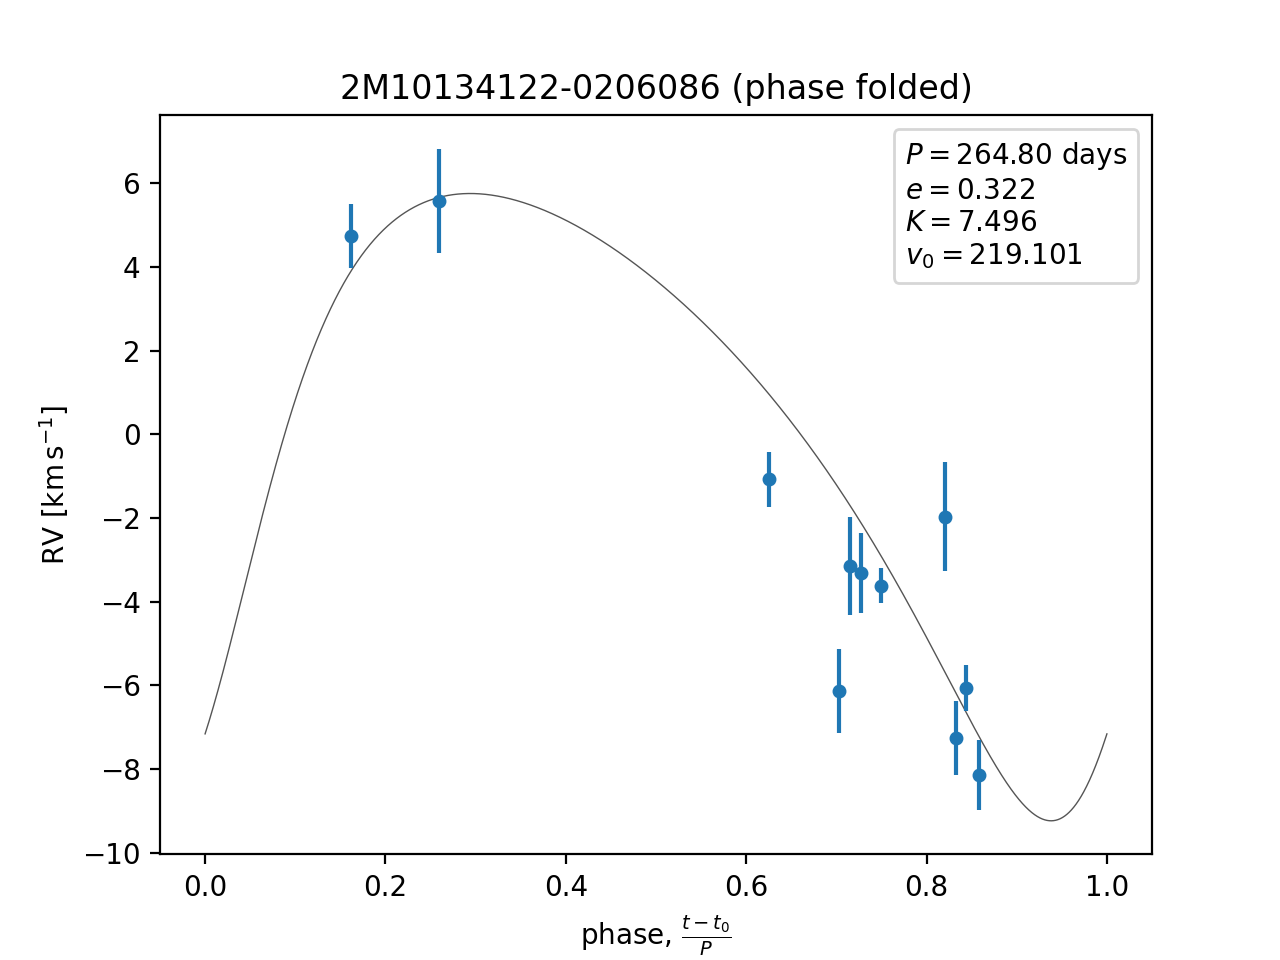 2M10134122-0206086 (phase folded)
P = 264.80 days
e = 0.322
K = 7.496
v₀ = 219.101
RV [km s⁻¹]
6
4
2
0
−2
−4
−6
−8
−10
0.0 0.2 0.4 0.6 0.8 1.0
phase, (t − t₀)/P